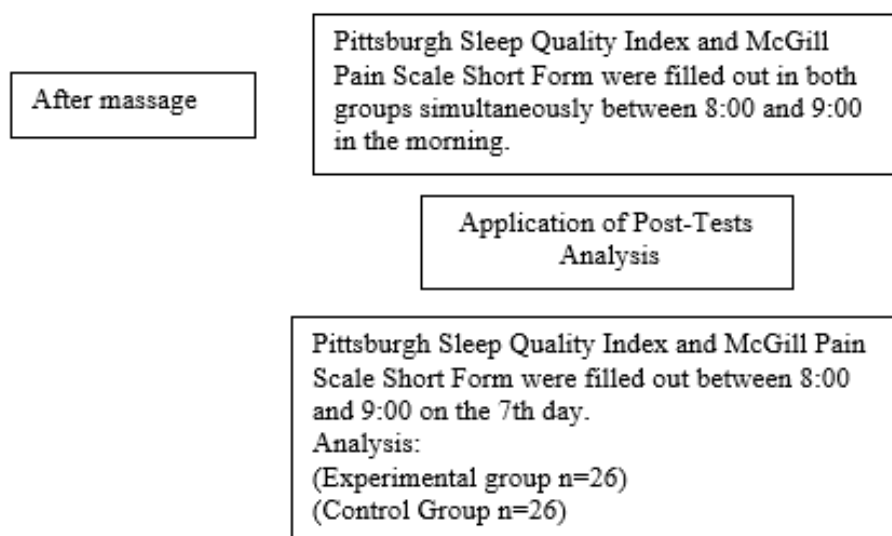 After massage
Pittsburgh Sleep Quality Index and McGill
Pain Scale Short Form were filled out in both
groups simultaneously between 8:00 and 9:00
in the morning.
Application of Post-Tests
Analysis
Pittsburgh Sleep Quality Index and McGill Pain
Scale Short Form were filled out between 8:00
and 9:00 on the 7th day.
Analysis:
(Experimental group n=26)
(Control Group n=26)